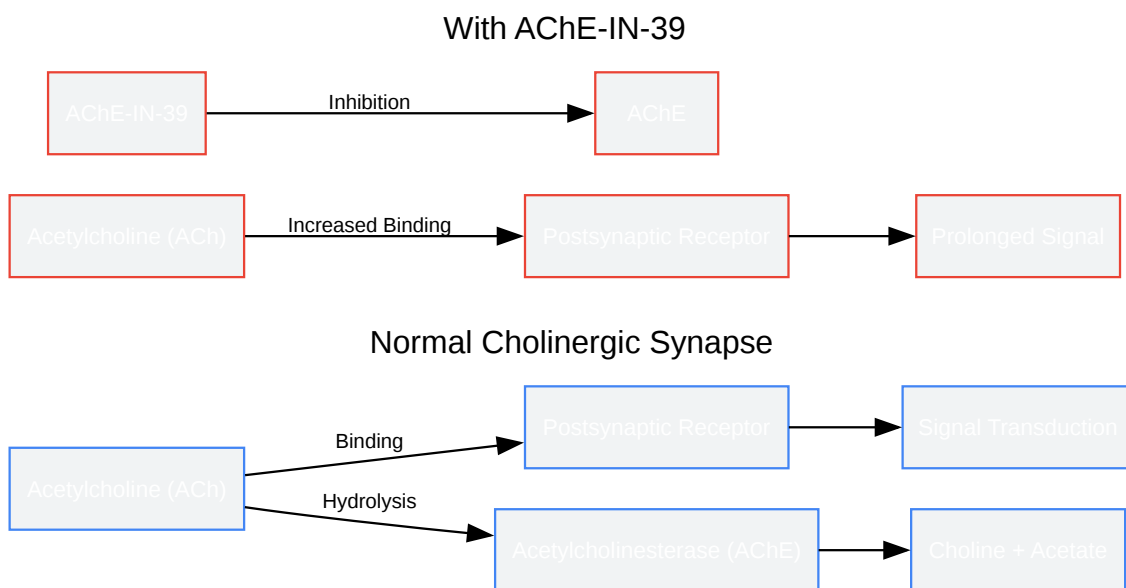 With AChE-IN-39
AChE-IN-39
Inhibition
AChE
Acetylcholine (ACh)
Increased Binding
Postsynaptic Receptor
Prolonged Signal
Normal Cholinergic Synapse
Acetylcholine (ACh)
Binding
Postsynaptic Receptor
Signal Transduction
Hydrolysis
Acetylcholinesterase (AChE)
Choline + Acetate